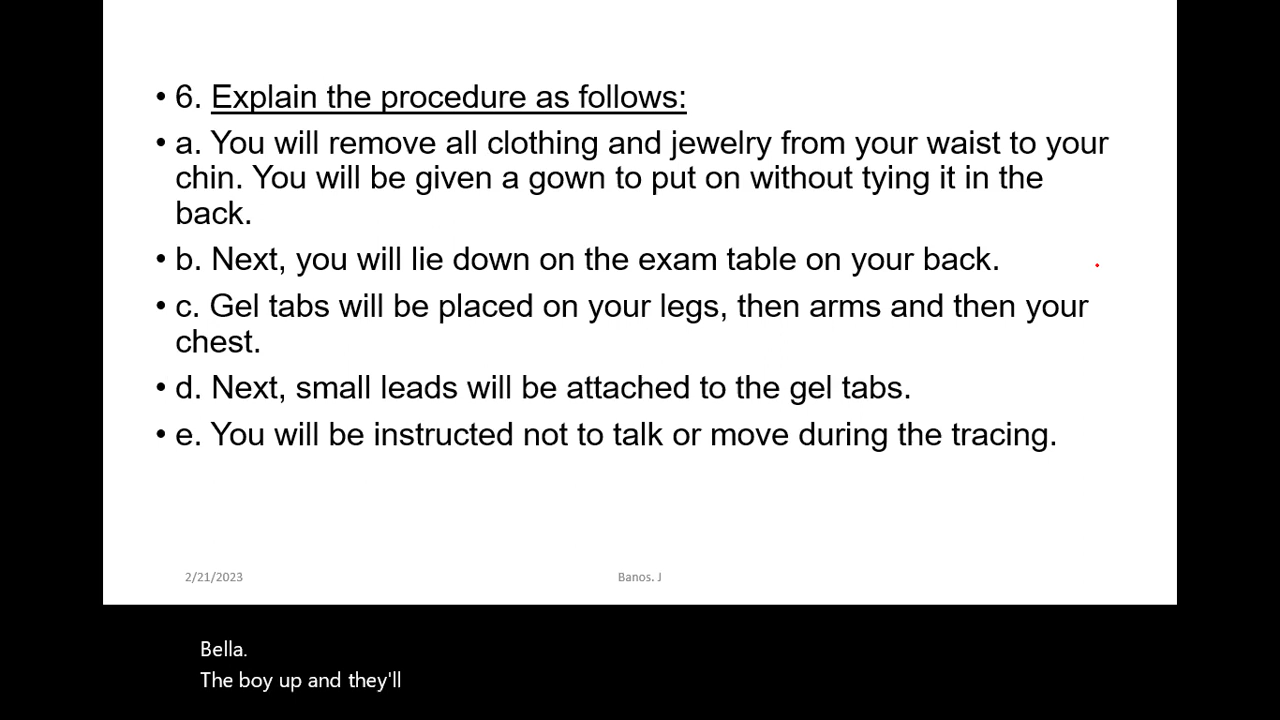 • 6. Explain the procedure as follows:
• a. You will remove all clothing and jewelry from your waist to your
chin. You will be given a gown to put on without tying it in the
back.
• b. Next, you will lie down on the exam table on your back.
• c. Gel tabs will be placed on your legs, then arms and then your
chest.
• d. Next, small leads will be attached to the gel tabs.
• e. You will be instructed not to talk or move during the tracing.
2/21/2023
Banos. J
Bella.
The boy up and they'll